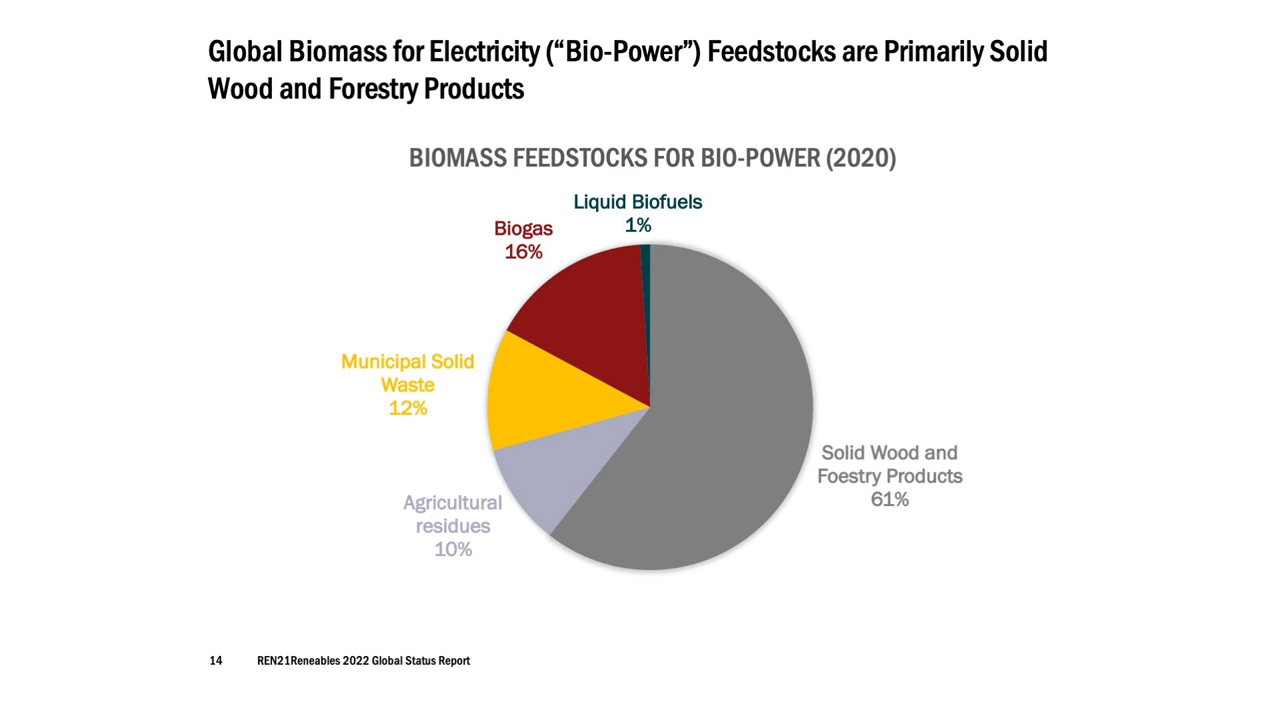 Global Biomass for Electricity (“Bio-Power”) Feedstocks are Primarily Solid
Wood and Forestry Products
BIOMASS FEEDSTOCKS FOR BIO-POWER (2020)
Liquid Biofuels
1%
Biogas
16%
Municipal Solid
Waste
12%
Solid Wood and
Foestry Products
61%
Agricultural
residues
10%
14 REN21Reneables 2022 Global Status Report